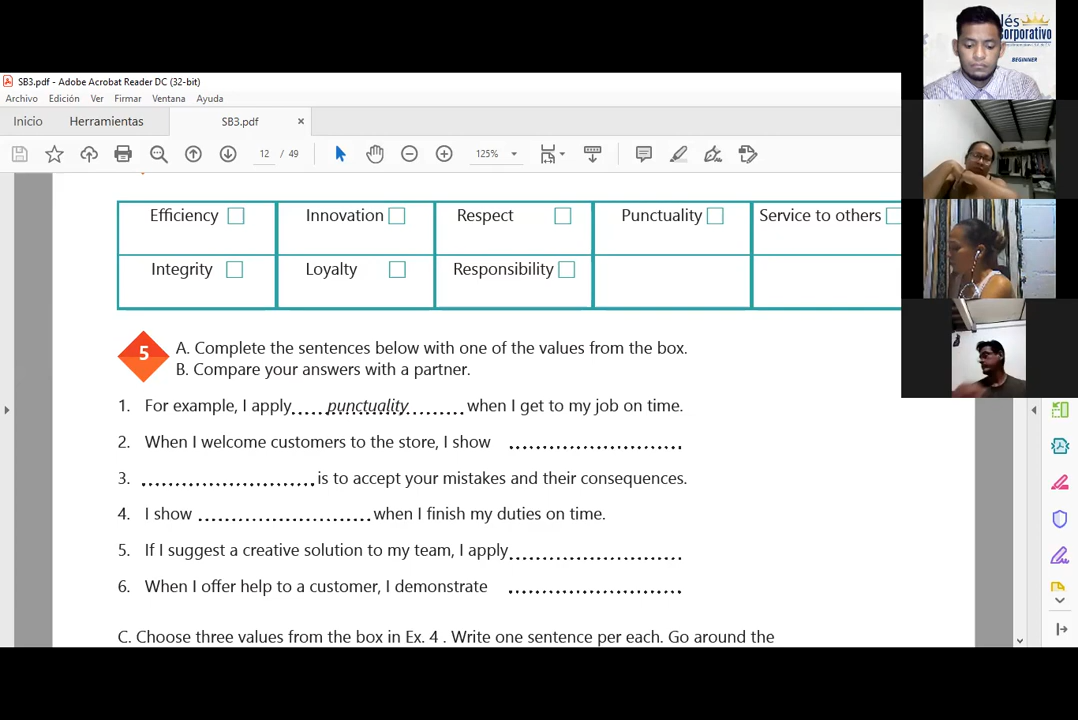 lés
corporativo
BEGINNER
SB3.pdf - Adobe Acrobat Reader DC (32-bit)
Archivo Edición Ver Firmar Ventana Ayuda
Inicio Herramientas SB3.pdf ×
12 / 49 125%
Efficiency Innovation Respect Punctuality Service to others
Integrity Loyalty Responsibility
5 A. Complete the sentences below with one of the values from the box.
B. Compare your answers with a partner.
1. For example, I apply.....punctuality.........when I get to my job on time.
2. When I welcome customers to the store, I show ..............................
3. ..............................is to accept your mistakes and their consequences.
4. I show ..............................when I finish my duties on time.
5. If I suggest a creative solution to my team, I apply..............................
6. When I offer help to a customer, I demonstrate ..............................
C. Choose three values from the box in Ex. 4 . Write one sentence per each. Go around the